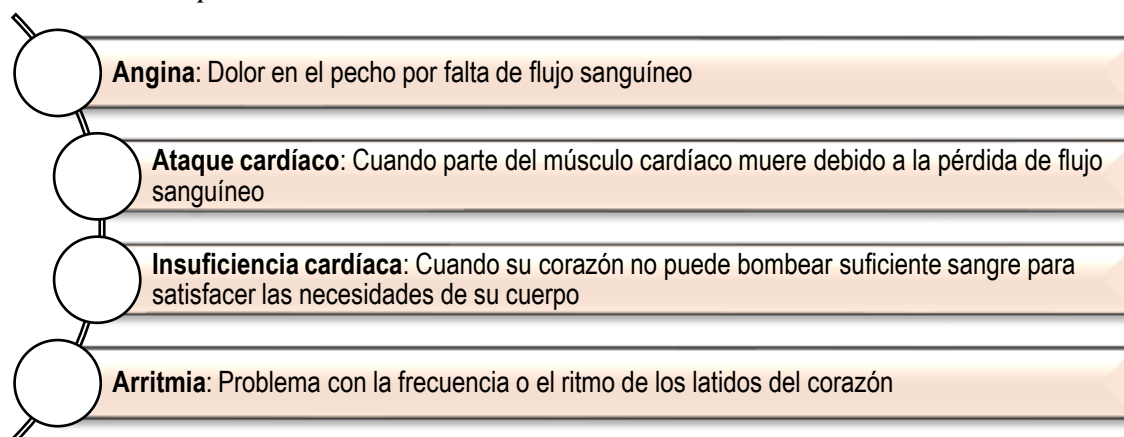 Angina: Dolor en el pecho por falta de flujo sanguíneo
Ataque cardíaco: Cuando parte del músculo cardíaco muere debido a la pérdida de flujo
sanguíneo
Insuficiencia cardíaca: Cuando su corazón no puede bombear suficiente sangre para
satisfacer las necesidades de su cuerpo
Arritmia: Problema con la frecuencia o el ritmo de los latidos del corazón